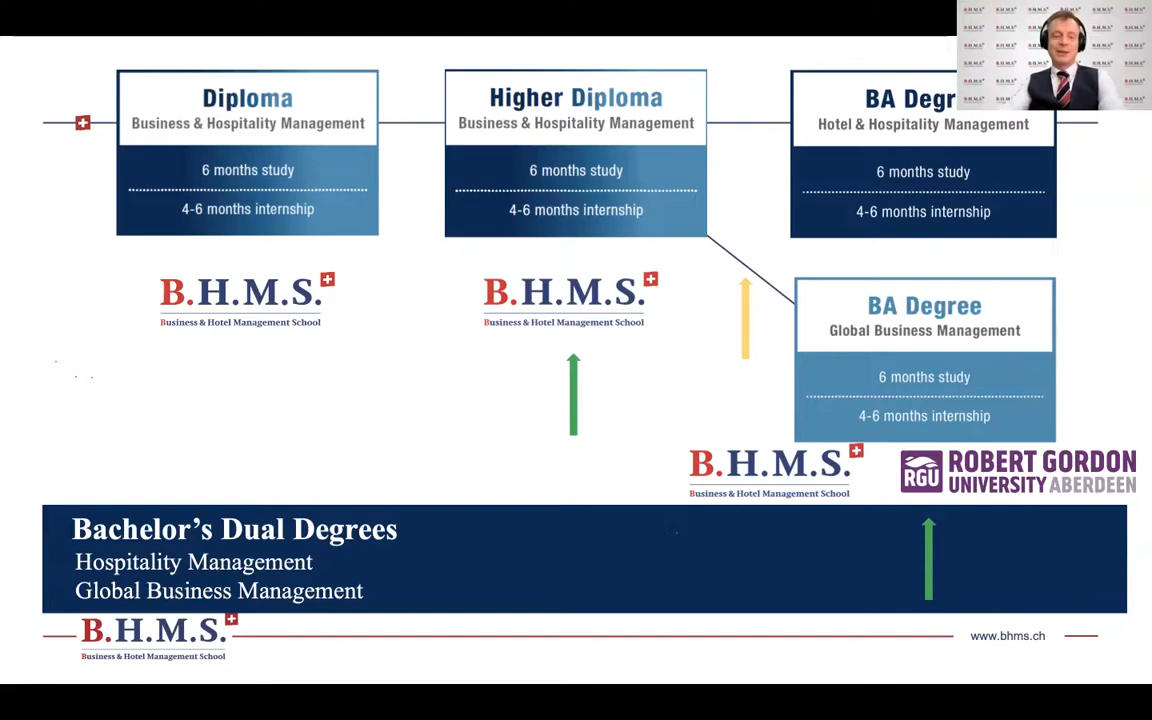 Diploma
Business & Hospitality Management
6 months study
4-6 months internship
Higher Diploma
Business & Hospitality Management
6 months study
4-6 months internship
BA Degr
Hotel & Hospitality Management
6 months study
4-6 months internship
B.H.M.S.
Business & Hotel Management School
B.H.M.S.
Business & Hotel Management School
BA Degree
Global Business Management
6 months study
4-6 months internship
B.H.M.S.
Business & Hotel Management School
RGU
ROBERT GORDON
UNIVERSITY ABERDEEN
Bachelor's Dual Degrees
Hospitality Management
Global Business Management
B.H.M.S.
Business & Hotel Management School
www.bhms.ch